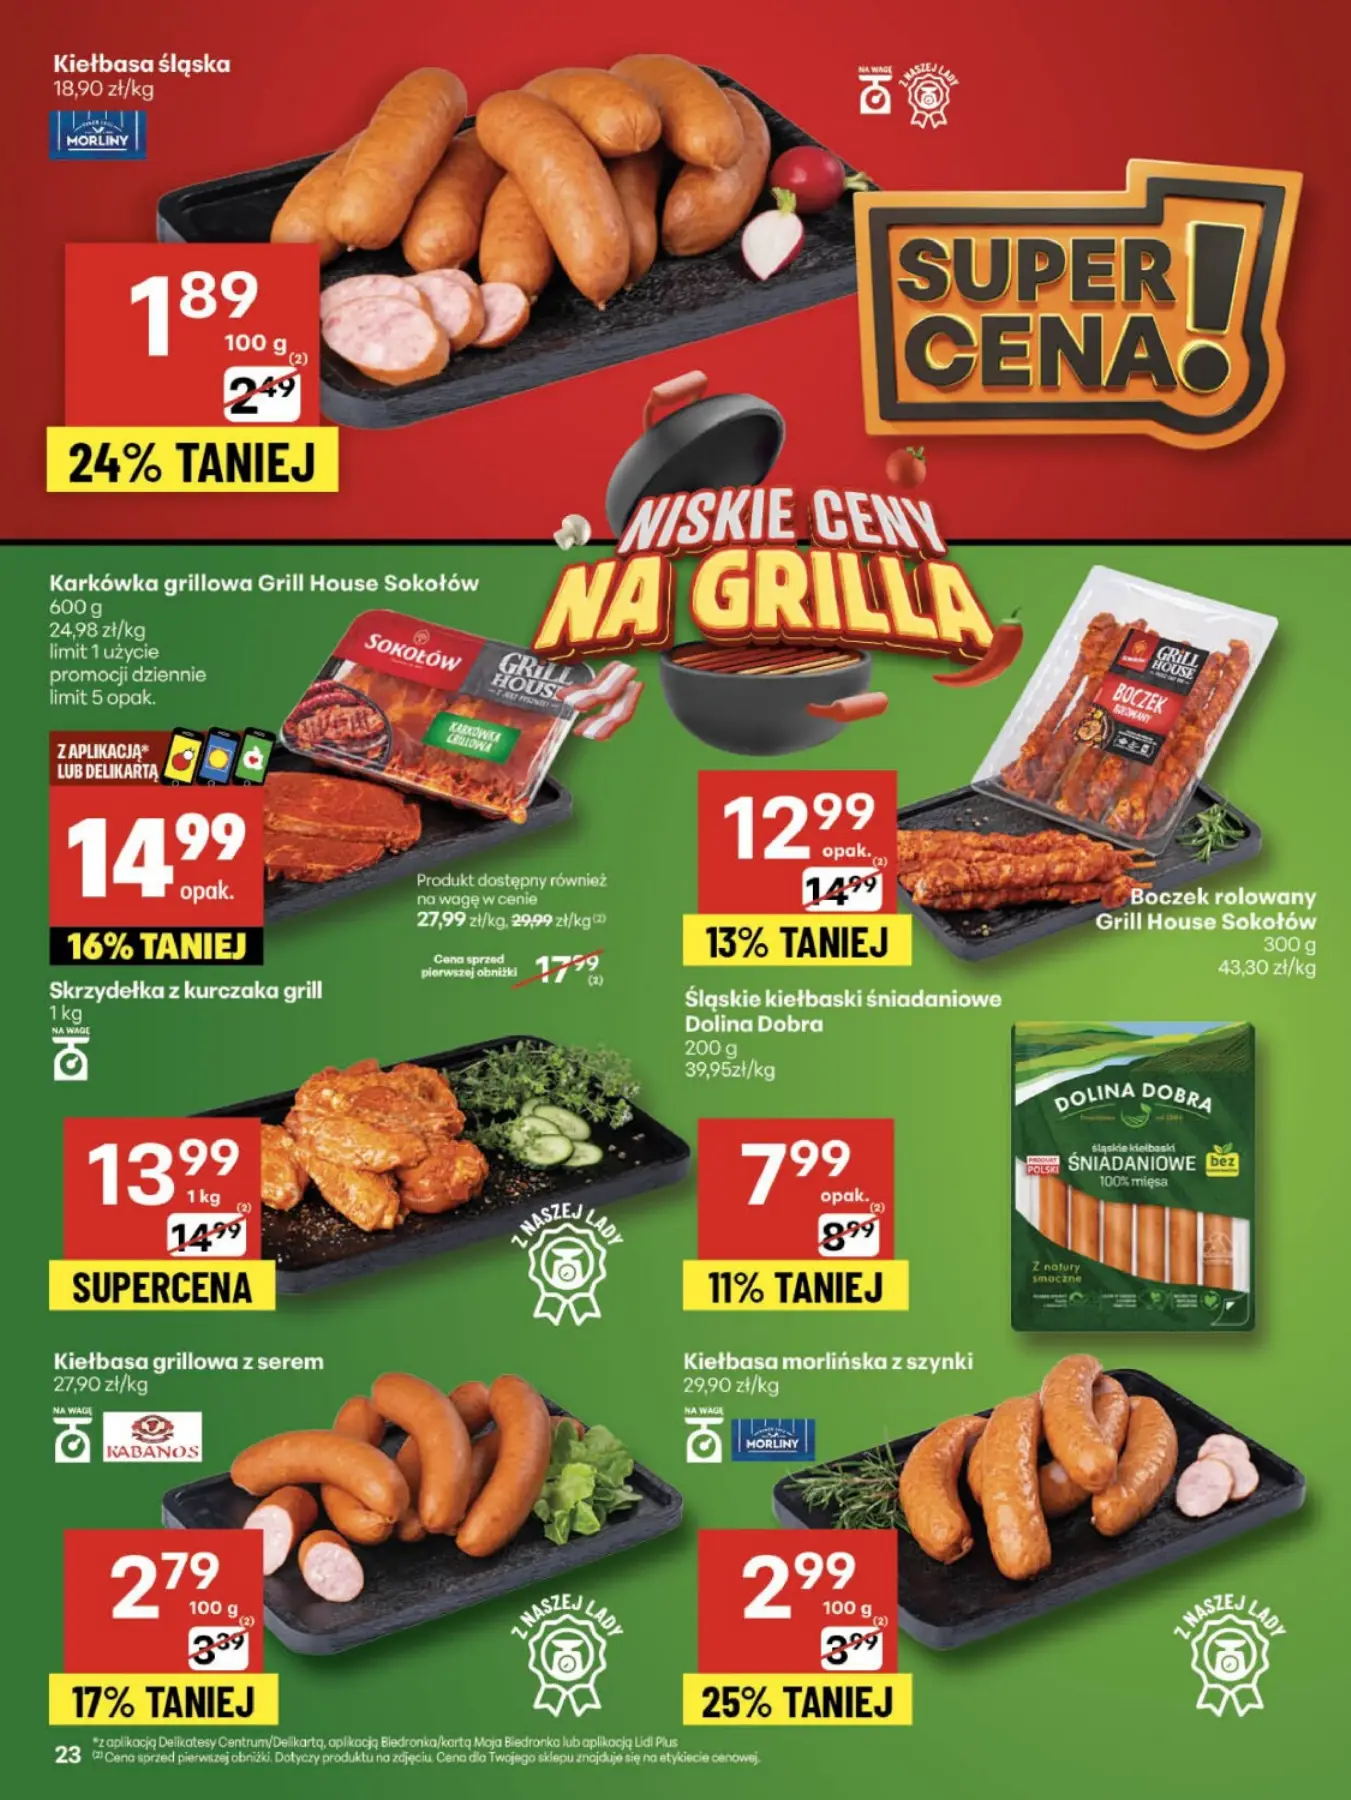 Kiełbasa śląska
18,90 zł/kg
MORLINY
NA WAGĘ
Z NASZEJ LADY
SUPER
CENA!
1 89
100 g
(2)
2 49
24% TANIEJ
NISKIE CENY
NA GRILLA
Karkówka grillowa Grill House Sokołów
600 g
24,98 zł/kg
limit 1 użycie
promocji dziennie
limit 5 opak.
SOKOŁÓW
GRILL
HOUSE
KARKÓWKA
GRILLOWA
Z APLIKACJĄ*
LUB DELIKARTĄ
14 99
opak.
16% TANIEJ
Produkt dostępny również
na wagę w cenie
27,99 zł/kg, 29,99 zł/kg(2)
Cena sprzed
pierwszej obniżki
17 99
(2)
SOKOŁÓW
GRILL
HOUSE
BOCZEK
ROLOWANY
12 99
opak.
(2)
14 99
13% TANIEJ
Boczek rolowany
Grill House Sokołów
300 g
43,30 zł/kg
Skrzydełka z kurczaka grill
1 kg
NA WAGĘ
13 99
1 kg
(2)
14 99
SUPERCENA
Z NASZEJ LADY
Śląskie kiełbaski śniadaniowe
Dolina Dobra
200 g
39,95zł/kg
DOLINA DOBRA
śląskie kiełbaski
PRODUKT
POLSKI
ŚNIADANIOWE
100% mięsa
bez
Z natury
smaczne
7 99
opak.
(2)
8 99
11% TANIEJ
Kiełbasa grillowa z serem
27,90 zł/kg
NA WAGĘ
KABANOS
2 79
100 g
(2)
3 39
17% TANIEJ
Z NASZEJ LADY
Kiełbasa morlińska z szynki
29,90 zł/kg
NA WAGĘ
MORLINY
2 99
100 g
(2)
3 99
25% TANIEJ
Z NASZEJ LADY
23
*z aplikacją Delikatesy Centrum/Delikartą, aplikacją Biedronka/kartą Moja Biedronka lub aplikacją Lidl Plus
(2) Cena sprzed pierwszej obniżki. Dotyczy produktu na zdjęciu. Cena dla Twojego sklepu znajduje się na etykiecie cenowej.